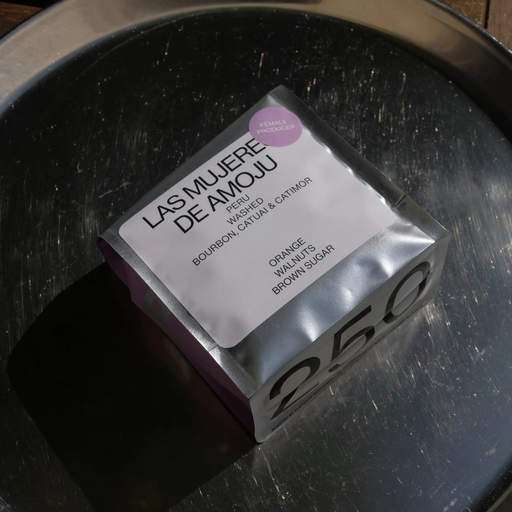 FEMALE
PRODUCER
LAS MUJERES
DE AMOJU
PERU
WASHED
BOURBON, CATUAI & CATIMOR
ORANGE
WALNUTS
BROWN SUGAR
250